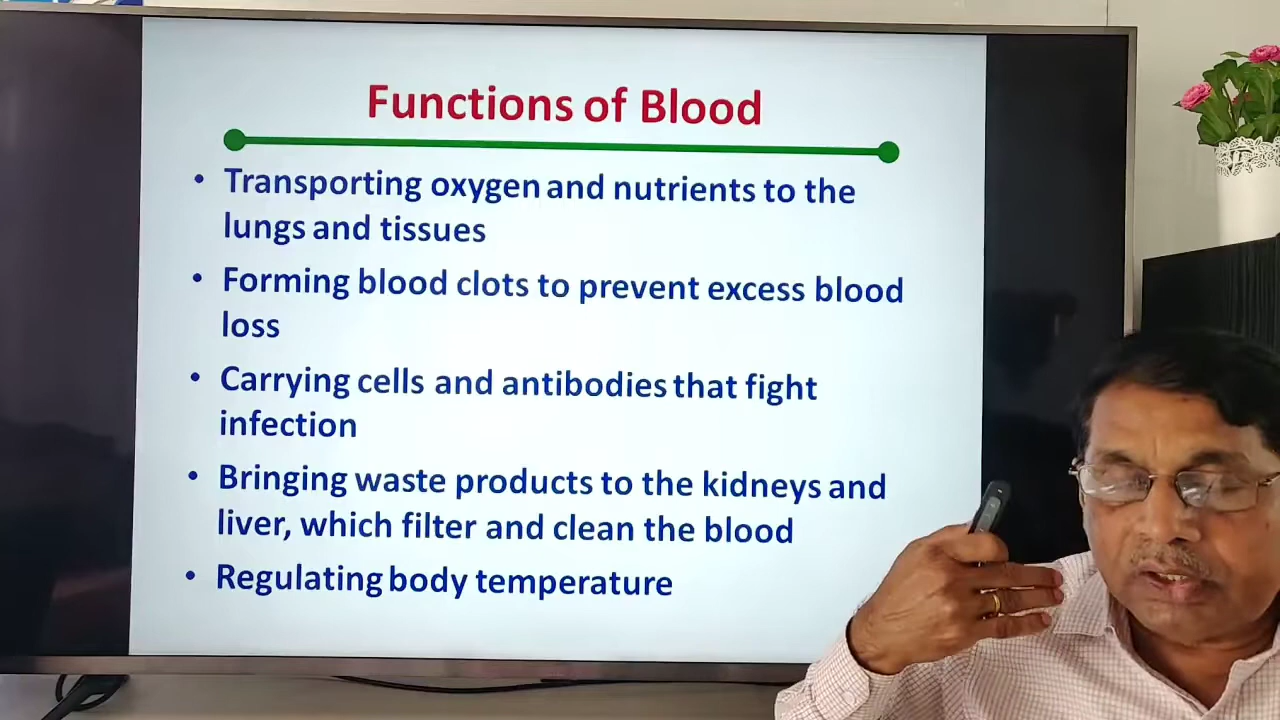 Functions of Blood
• Transporting oxygen and nutrients to the
lungs and tissues
• Forming blood clots to prevent excess blood
loss
• Carrying cells and antibodies that fight
infection
• Bringing waste products to the kidneys and
liver, which filter and clean the blood
• Regulating body temperature